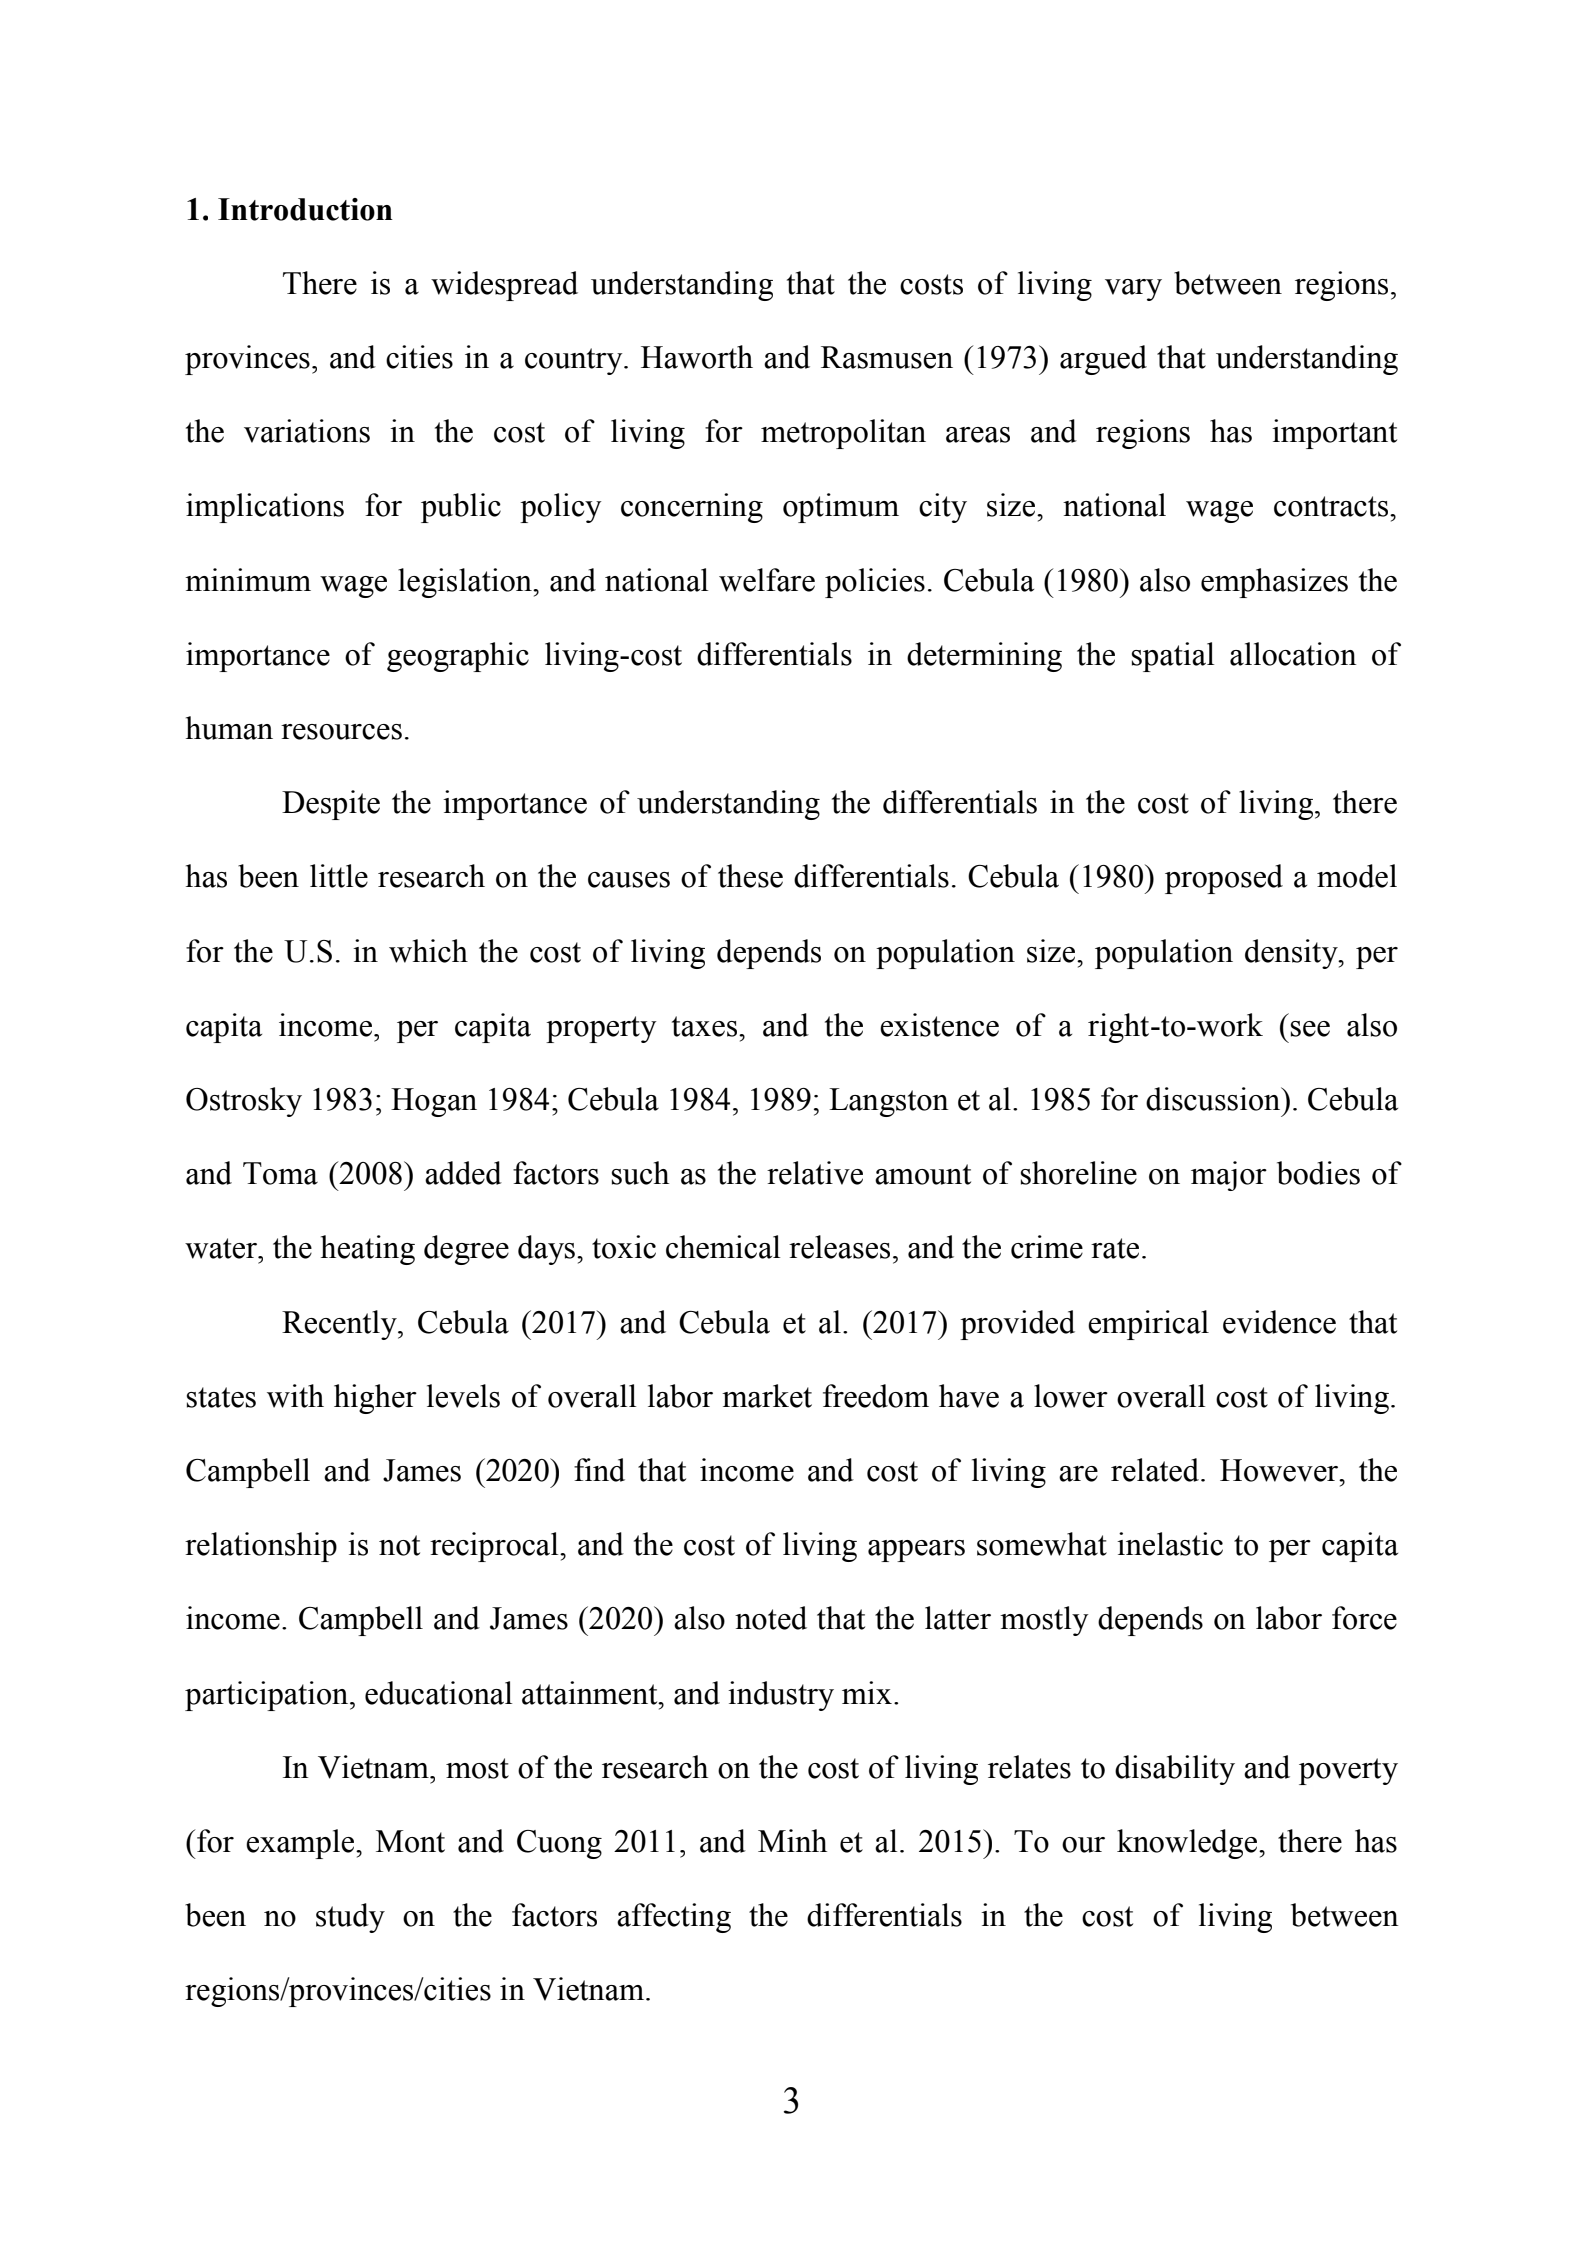 1. Introduction
There is a widespread understanding that the costs of living vary between regions,
provinces, and cities in a country. Haworth and Rasmusen (1973) argued that understanding
the variations in the cost of living for metropolitan areas and regions has important
implications for public policy concerning optimum city size, national wage contracts,
minimum wage legislation, and national welfare policies. Cebula (1980) also emphasizes the
importance of geographic living-cost differentials in determining the spatial allocation of
human resources.
Despite the importance of understanding the differentials in the cost of living, there
has been little research on the causes of these differentials. Cebula (1980) proposed a model
for the U.S. in which the cost of living depends on population size, population density, per
capita income, per capita property taxes, and the existence of a right-to-work (see also
Ostrosky 1983; Hogan 1984; Cebula 1984, 1989; Langston et al. 1985 for discussion). Cebula
and Toma (2008) added factors such as the relative amount of shoreline on major bodies of
water, the heating degree days, toxic chemical releases, and the crime rate.
Recently, Cebula (2017) and Cebula et al. (2017) provided empirical evidence that
states with higher levels of overall labor market freedom have a lower overall cost of living.
Campbell and James (2020) find that income and cost of living are related. However, the
relationship is not reciprocal, and the cost of living appears somewhat inelastic to per capita
income. Campbell and James (2020) also noted that the latter mostly depends on labor force
participation, educational attainment, and industry mix.
In Vietnam, most of the research on the cost of living relates to disability and poverty
(for example, Mont and Cuong 2011, and Minh et al. 2015). To our knowledge, there has
been no study on the factors affecting the differentials in the cost of living between
regions/provinces/cities in Vietnam.
3